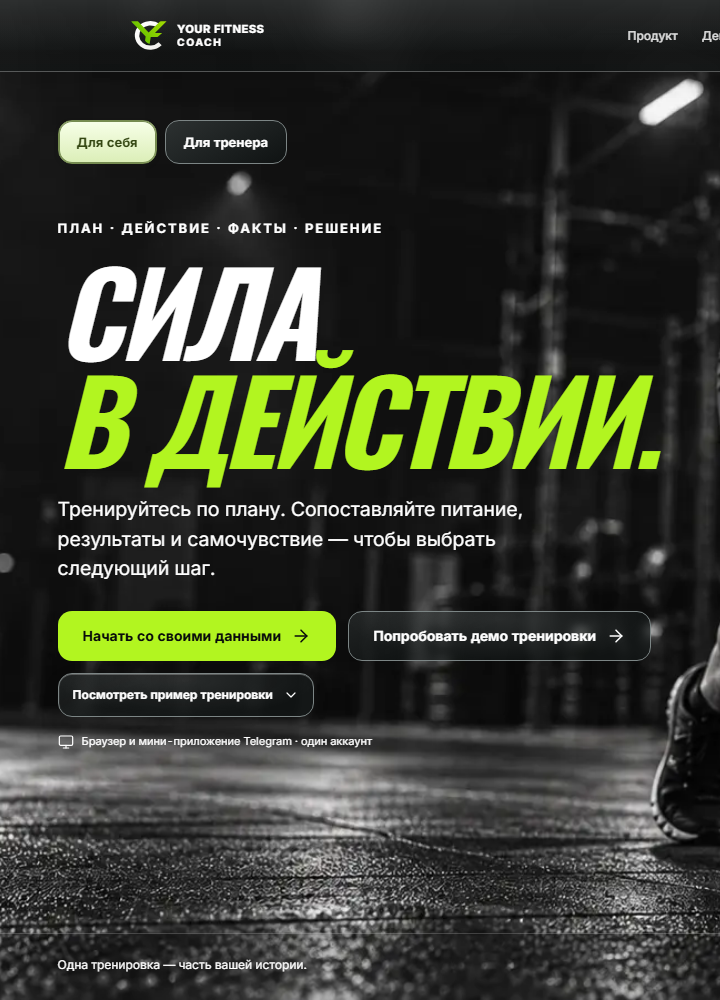 YOUR FITNESS
COACH
Продукт
Для себя
Для тренера
ПЛАН · ДЕЙСТВИЕ · ФАКТЫ · РЕШЕНИЕ
СИЛА
В ДЕЙСТВИИ.
Тренируйтесь по плану. Сопоставляйте питание,
результаты и самочувствие — чтобы выбрать
следующий шаг.
Начать со своими данными
Попробовать демо тренировки
Посмотреть пример тренировки
Браузер и мини-приложение Telegram · один аккаунт
Одна тренировка — часть вашей истории.